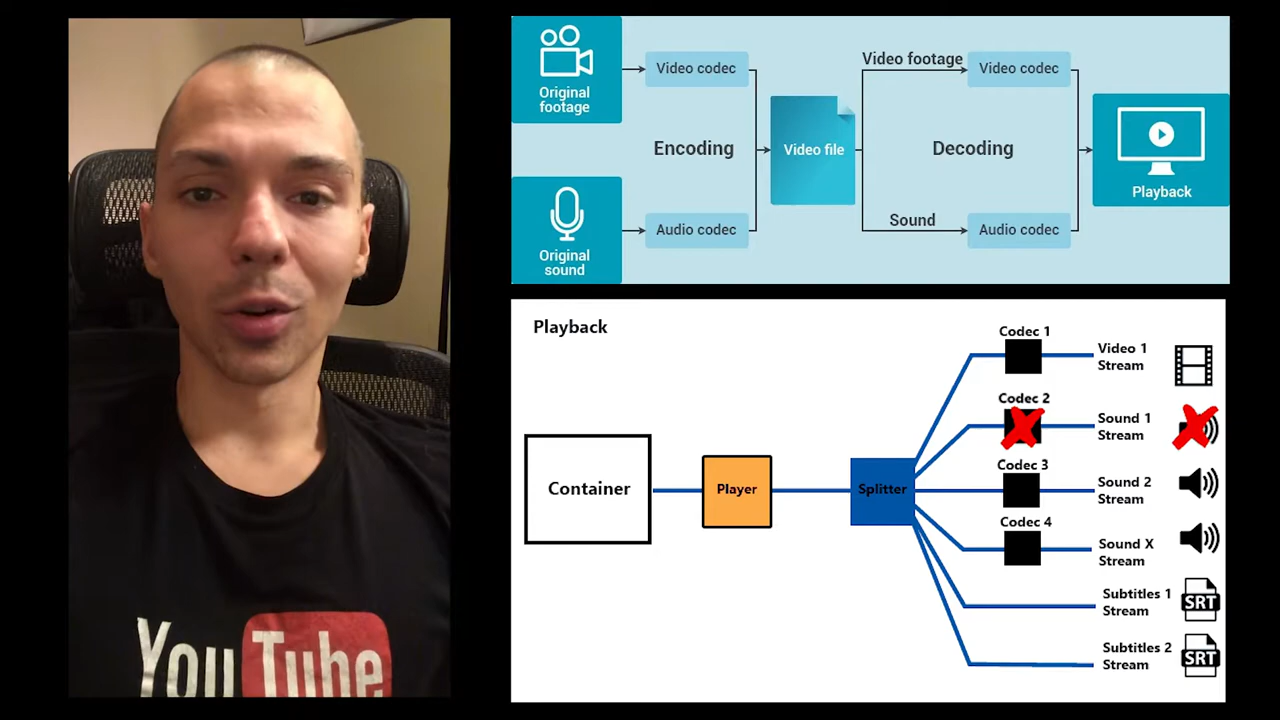 YouTube
Original
footage
Video codec
Video footage
Video codec
Encoding
Video file
Decoding
Playback
Original
sound
Audio codec
Sound
Audio codec
Playback
Container
Player
Splitter
Codec 1
Video 1
Stream
Codec 2
Sound 1
Stream
Codec 3
Sound 2
Stream
Codec 4
Sound X
Stream
Subtitles 1
Stream
SRT
Subtitles 2
Stream
SRT